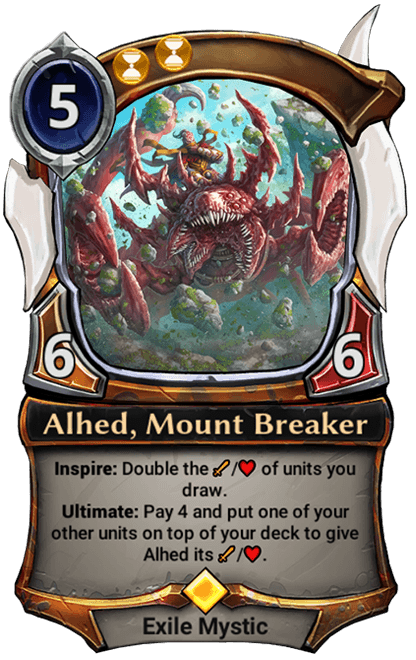 5
6
6
Alhed, Mount Breaker
Inspire: Double the / of units you
draw.
Ultimate: Pay 4 and put one of your
other units on top of your deck to give
Alhed its / .
Exile Mystic